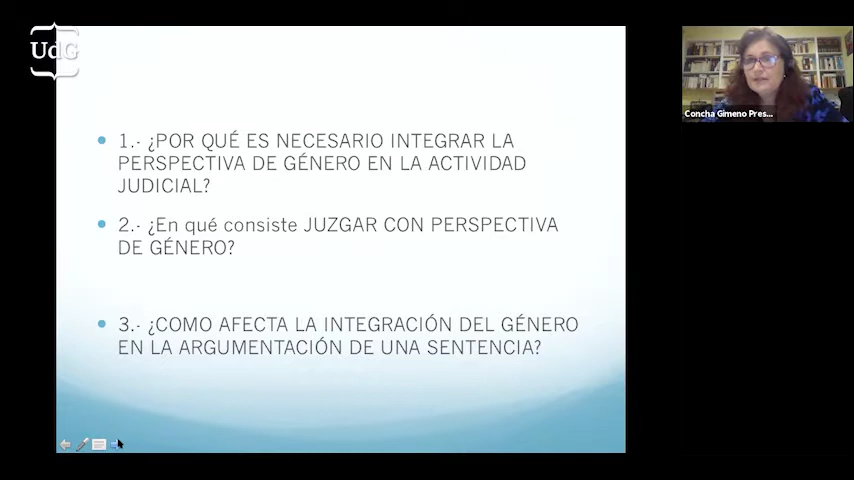 UdG
1.- ¿POR QUÉ ES NECESARIO INTEGRAR LA
PERSPECTIVA DE GÉNERO EN LA ACTIVIDAD
JUDICIAL?
2.- ¿En qué consiste JUZGAR CON PERSPECTIVA
DE GÉNERO?
3.- ¿COMO AFECTA LA INTEGRACIÓN DEL GÉNERO
EN LA ARGUMENTACIÓN DE UNA SENTENCIA?
Concha Gimeno Pres...